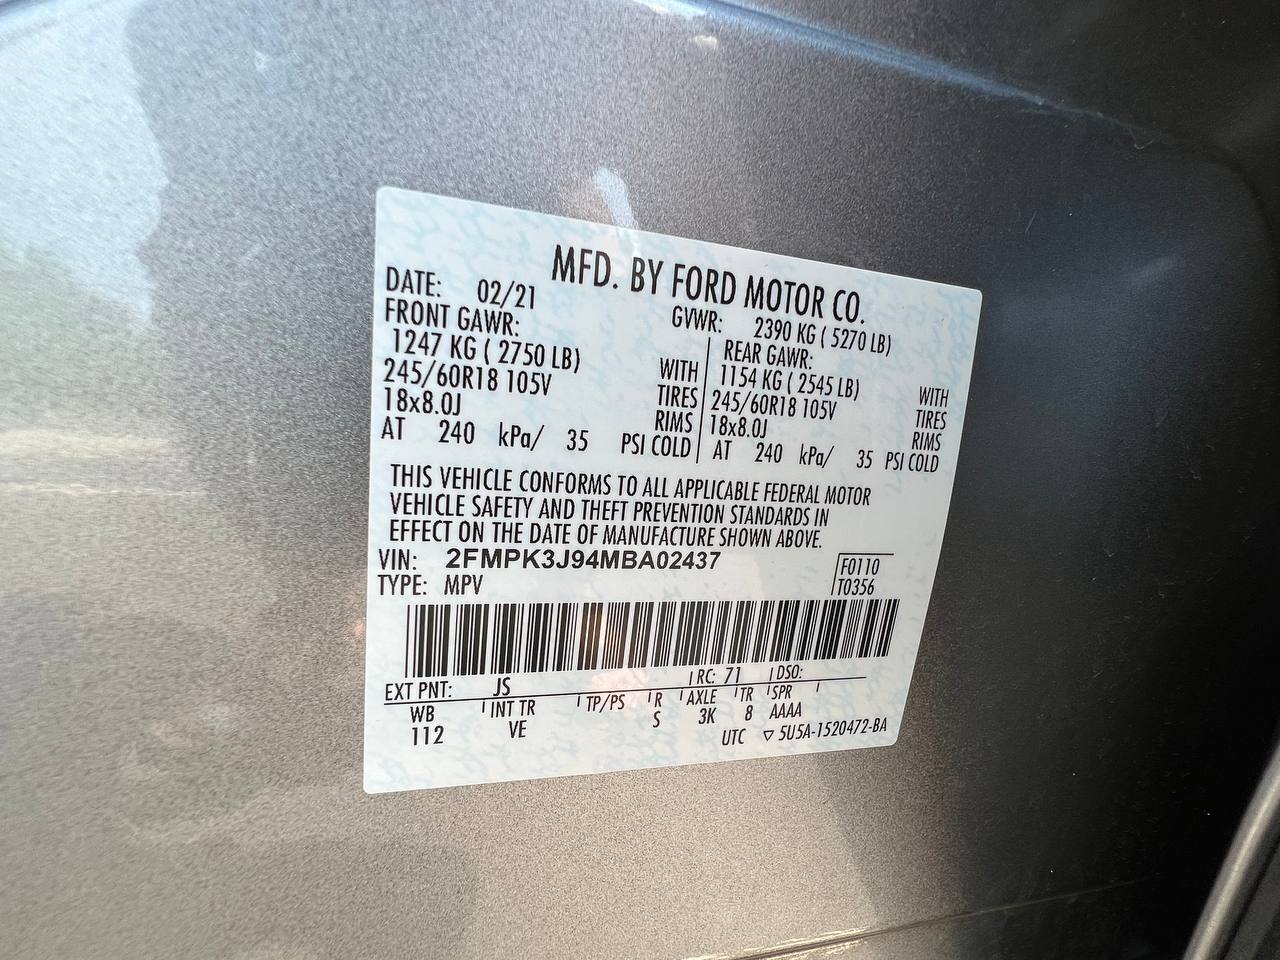 MFD. BY FORD MOTOR CO.
DATE: 02/21 GVWR: 2390 KG ( 5270 LB)
FRONT GAWR: REAR GAWR:
1247 KG ( 2750 LB) WITH 1154 KG ( 2545 LB) WITH
245/60R18 105V TIRES 245/60R18 105V TIRES
18x8.0J RIMS 18x8.0J RIMS
AT 240 kPa/ 35 PSI COLD AT 240 kPa/ 35 PSI COLD
THIS VEHICLE CONFORMS TO ALL APPLICABLE FEDERAL MOTOR
VEHICLE SAFETY AND THEFT PREVENTION STANDARDS IN
EFFECT ON THE DATE OF MANUFACTURE SHOWN ABOVE.
VIN: 2FMPK3J94MBA02437 F0110
TYPE: MPV T0356
EXT PNT: JS RC: 71 DSO:
WB INT TR TP/PS R AXLE TR SPR
112 VE S 3K 8 AAAA
UTC ▽ 5U5A-1520472-BA